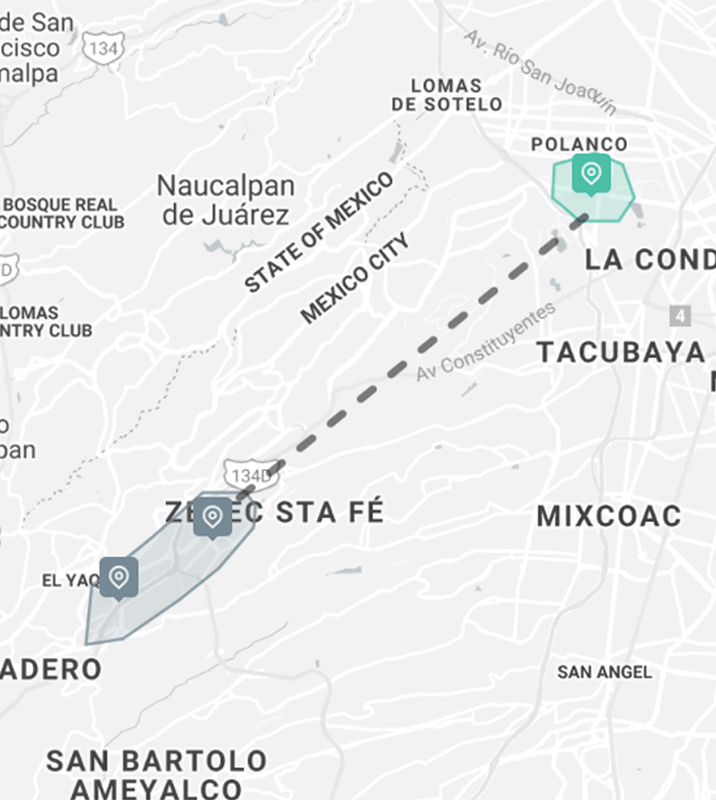 de San
cisco
nalpa
134
Av. Río San Joaquín
LOMAS
DE SOTELO
POLANCO
Naucalpan
de Juárez
BOSQUE REAL
COUNTRY CLUB
STATE OF MEXICO
MEXICO CITY
D
LA COND
LOMAS
NTRY CLUB
4
Av Constituyentes
TACUBAYA
o
pan
134D
STA FÉ
MIXCOAC
EL YAQ
ADERO
SAN ANGEL
SAN BARTOLO
AMEYALCO